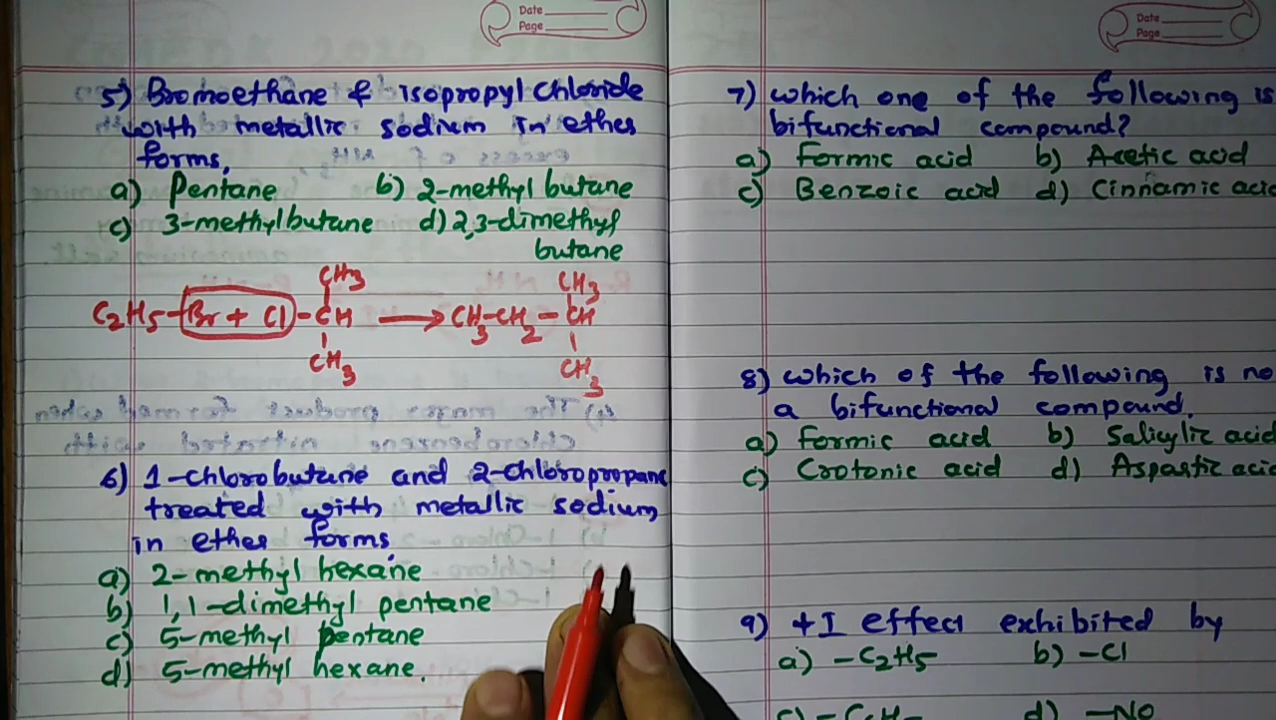 Date
Page
5) Bromoethane & isopropyl chloride
with metallic sodium in ether
forms,
a) Pentane b) 2-methyl butane
c) 3-methylbutane d) 2,3-dimethyl
butane
CH3 CH3
C2H5-Br + Cl-CH → CH3-CH2-CH
CH3 CH3
6) 1-chlorobutane and 2-chloropropane
treated with metallic sodium
in ether forms,
a) 2-methyl hexane
b) 1,1-dimethyl pentane
c) 5-methyl pentane
d) 5-methyl hexane.
Date
Page
7) which one of the following is
bifunctional compound?
a) Formic acid b) Acetic acid
c) Benzoic acid d) Cinnamic acid
8) which of the following is no
a bifunctional compound.
a) Formic acid b) Salicylic acid
c) Crotonic acid d) Aspartic acid
9) +I effect exhibited by
a) -C2H5 b) -Cl
d) -NO